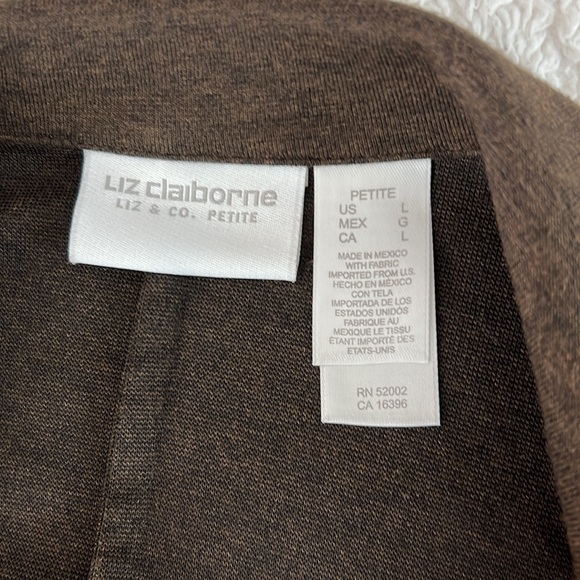 LIZ claiborne
LIZ & CO. PETITE
PETITE
US L
MEX G
CA L
MADE IN MEXICO
WITH FABRIC
IMPORTED FROM U.S.
HECHO EN MÉXICO
CON TELA
IMPORTADA DE LOS
ESTADOS UNIDOS
FABRIQUE AU
MEXIQUE LE TISSU
ÉTANT IMPORTÉ DES
ETATS-UNIS
RN 52002
CA 16396